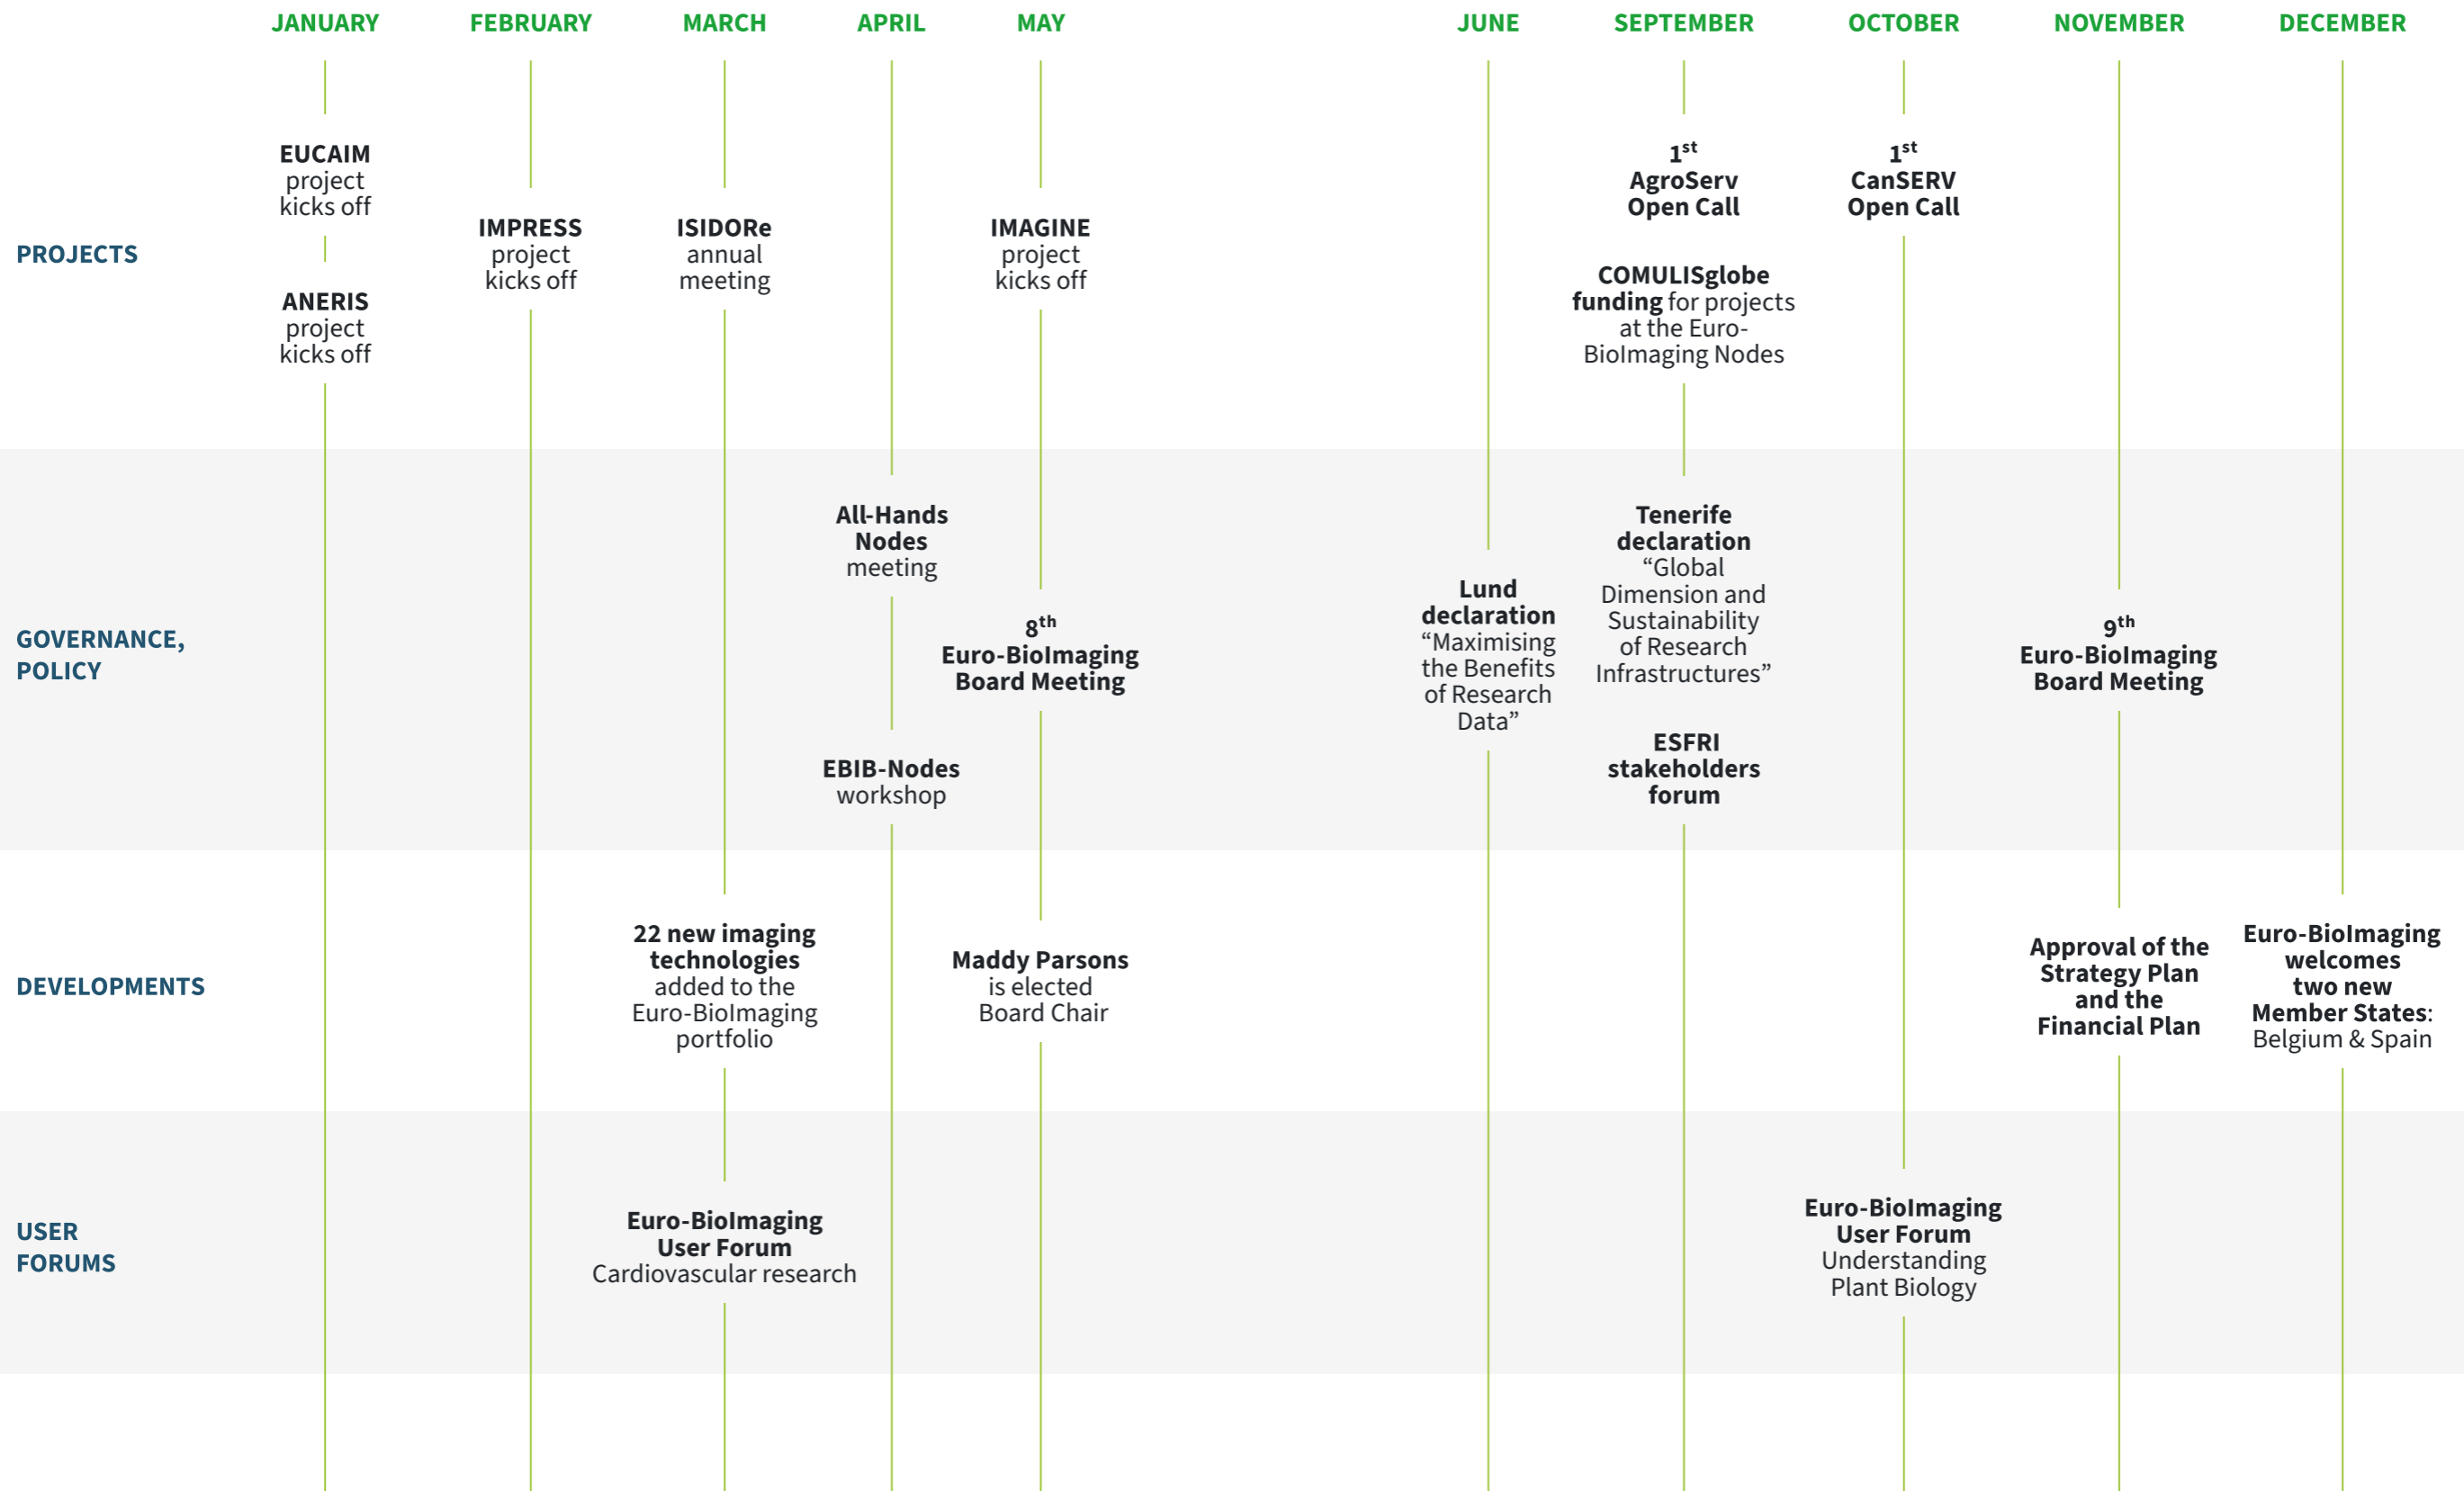 JANUARY
FEBRUARY
MARCH
APRIL
MAY
JUNE
SEPTEMBER
OCTOBER
NOVEMBER
DECEMBER
PROJECTS
EUCAIM
project
kicks off
ANERIS
project
kicks off
IMPRESS
project
kicks off
ISIDORe
annual
meeting
IMAGINE
project
kicks off
1st
AgroServ
Open Call
COMULISglobe
funding for projects
at the Euro-
BioImaging Nodes
1st
CanSERV
Open Call
GOVERNANCE,
POLICY
All-Hands
Nodes
meeting
EBIB-Nodes
workshop
8th
Euro-BioImaging
Board Meeting
Lund
declaration
“Maximising
the Benefits
of Research
Data”
Tenerife
declaration
“Global
Dimension and
Sustainability
of Research
Infrastructures”
ESFRI
stakeholders
forum
9th
Euro-BioImaging
Board Meeting
DEVELOPMENTS
22 new imaging
technologies
added to the
Euro-BioImaging
portfolio
Maddy Parsons
is elected
Board Chair
Approval of the
Strategy Plan
and the
Financial Plan
Euro-BioImaging
welcomes
two new
Member States:
Belgium & Spain
USER
FORUMS
Euro-BioImaging
User Forum
Cardiovascular research
Euro-BioImaging
User Forum
Understanding
Plant Biology